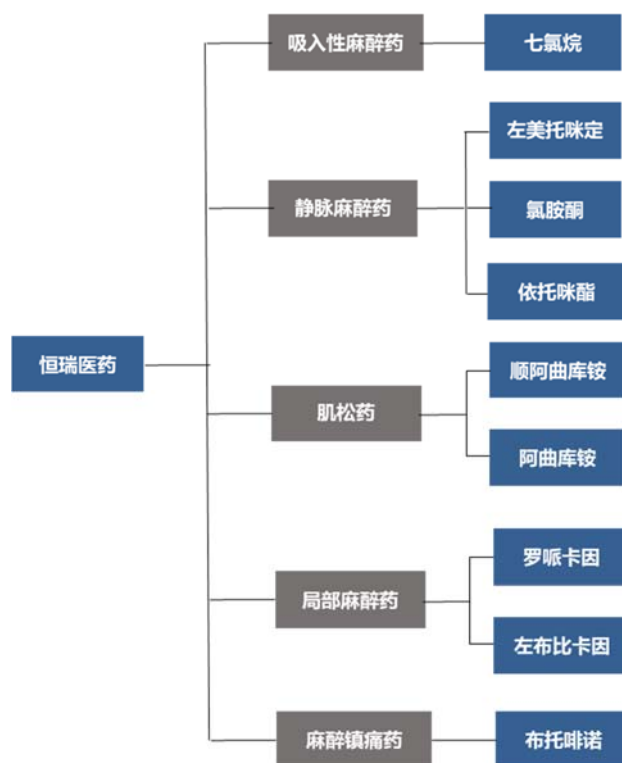 吸入性麻醉药
七氯烷
左美托咪定
静脉麻醉药
氯胺酮
依托咪酯
恒瑞医药
顺阿曲库铵
肌松药
阿曲库铵
罗哌卡因
局部麻醉药
左布比卡因
麻醉镇痛药
布托啡诺